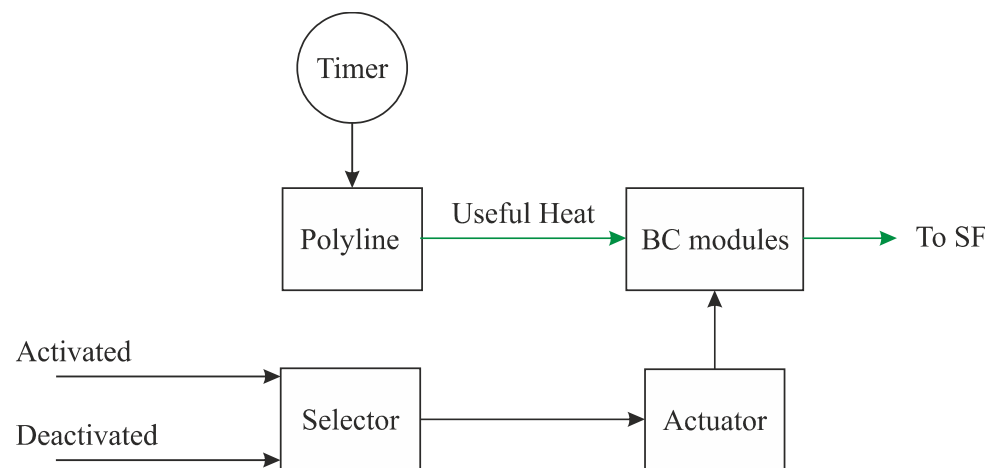 Timer
Useful Heat
Polyline
BC modules
To SF
Activated
Selector
Actuator
Deactivated